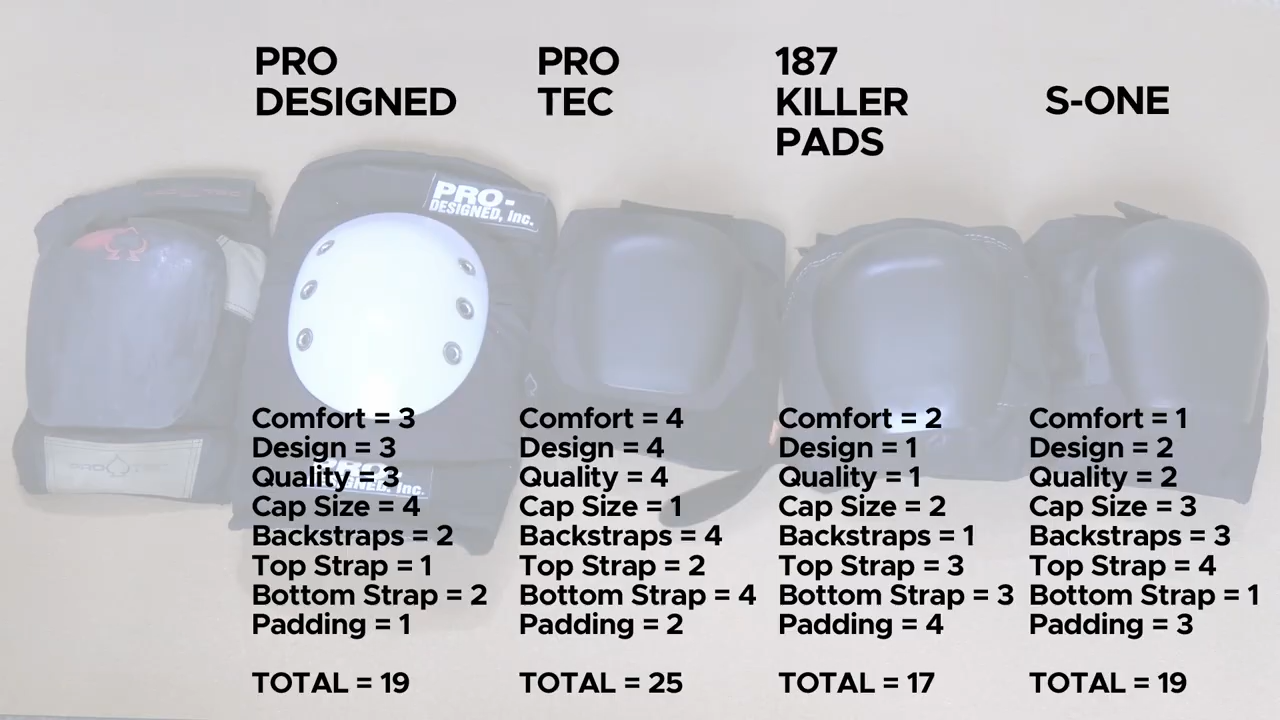 PRO
DESIGNED
PRO
TEC
187
KILLER
PADS
S-ONE
PRO-
DESIGNED, Inc.
Comfort = 3
Design = 3
Quality = 3
Cap Size = 4
Backstraps = 2
Top Strap = 1
Bottom Strap = 2
Padding = 1
TOTAL = 19
Comfort = 4
Design = 4
Quality = 4
Cap Size = 1
Backstraps = 4
Top Strap = 2
Bottom Strap = 4
Padding = 2
TOTAL = 25
Comfort = 2
Design = 1
Quality = 1
Cap Size = 2
Backstraps = 1
Top Strap = 3
Bottom Strap = 3
Padding = 4
TOTAL = 17
Comfort = 1
Design = 2
Quality = 2
Cap Size = 3
Backstraps = 3
Top Strap = 4
Bottom Strap = 1
Padding = 3
TOTAL = 19